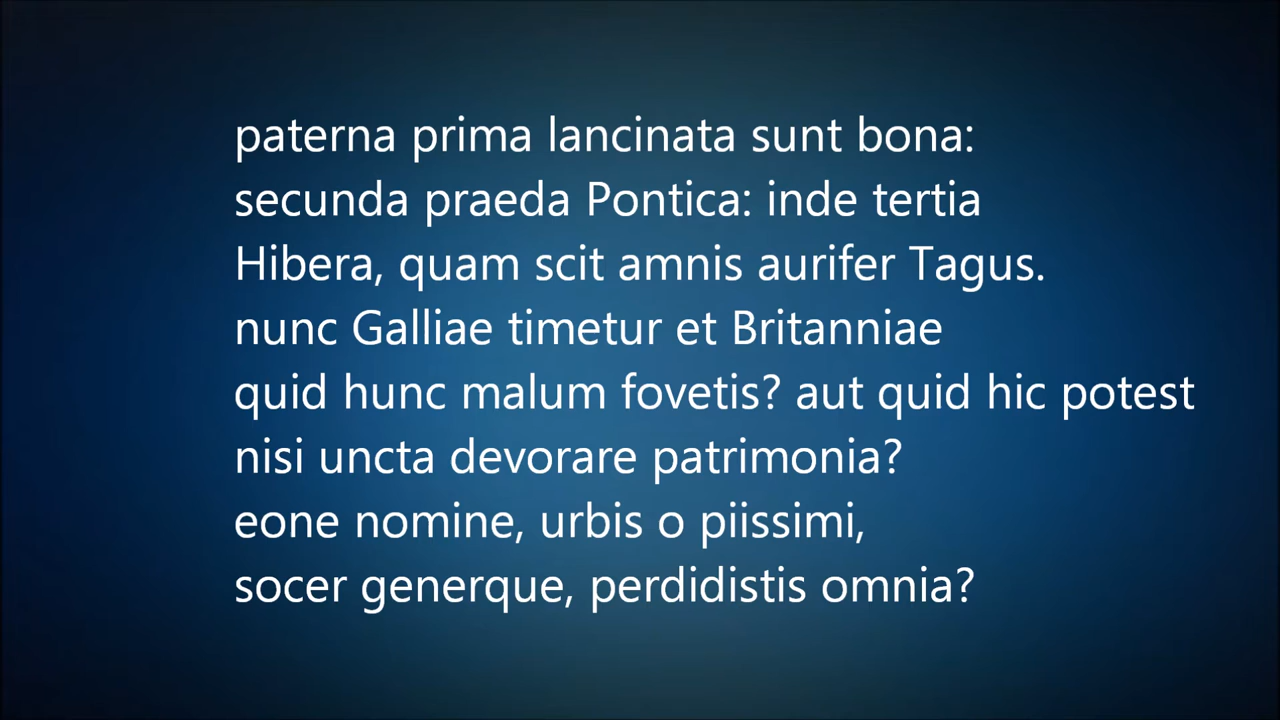 paterna prima lancinata sunt bona:
secunda praeda Pontica: inde tertia
Hibera, quam scit amnis aurifer Tagus.
nunc Galliae timetur et Britanniae
quid hunc malum fovetis? aut quid hic potest
nisi uncta devorare patrimonia?
eone nomine, urbis o piissimi,
socer generque, perdidistis omnia?